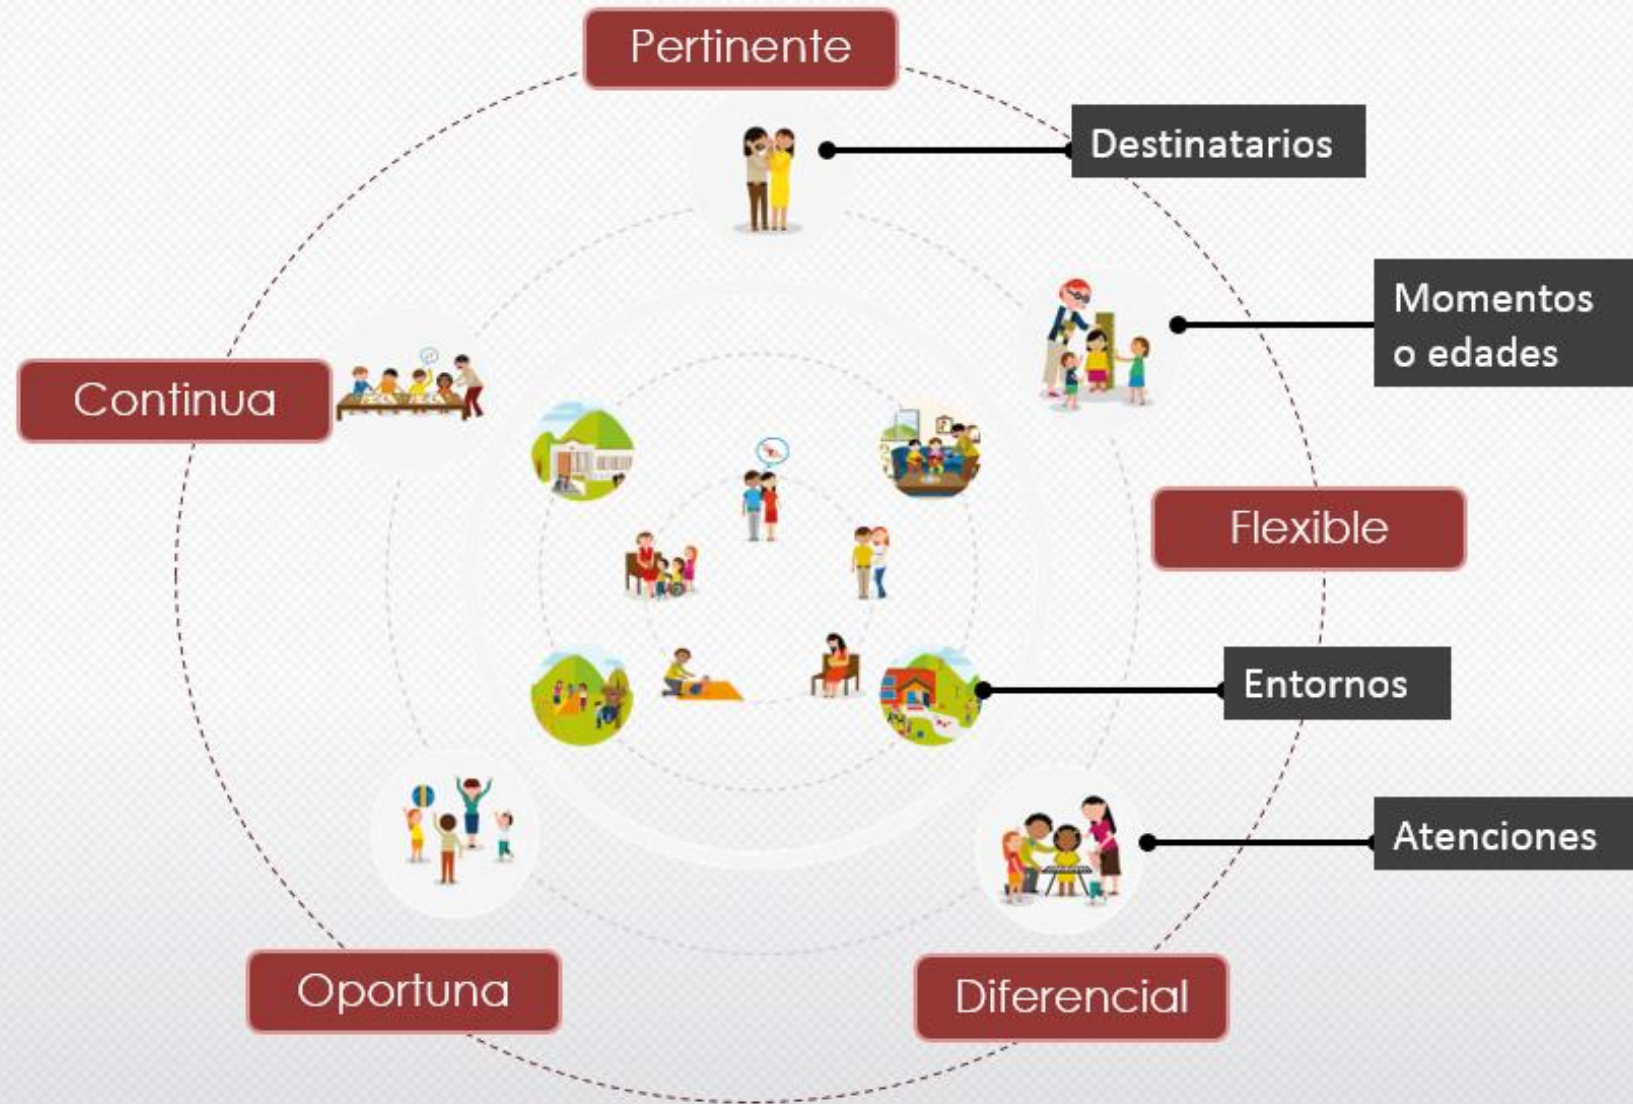 Pertinente
Destinatarios
Momentos
o edades
Continua
Flexible
Entornos
Atenciones
Oportuna
Diferencial